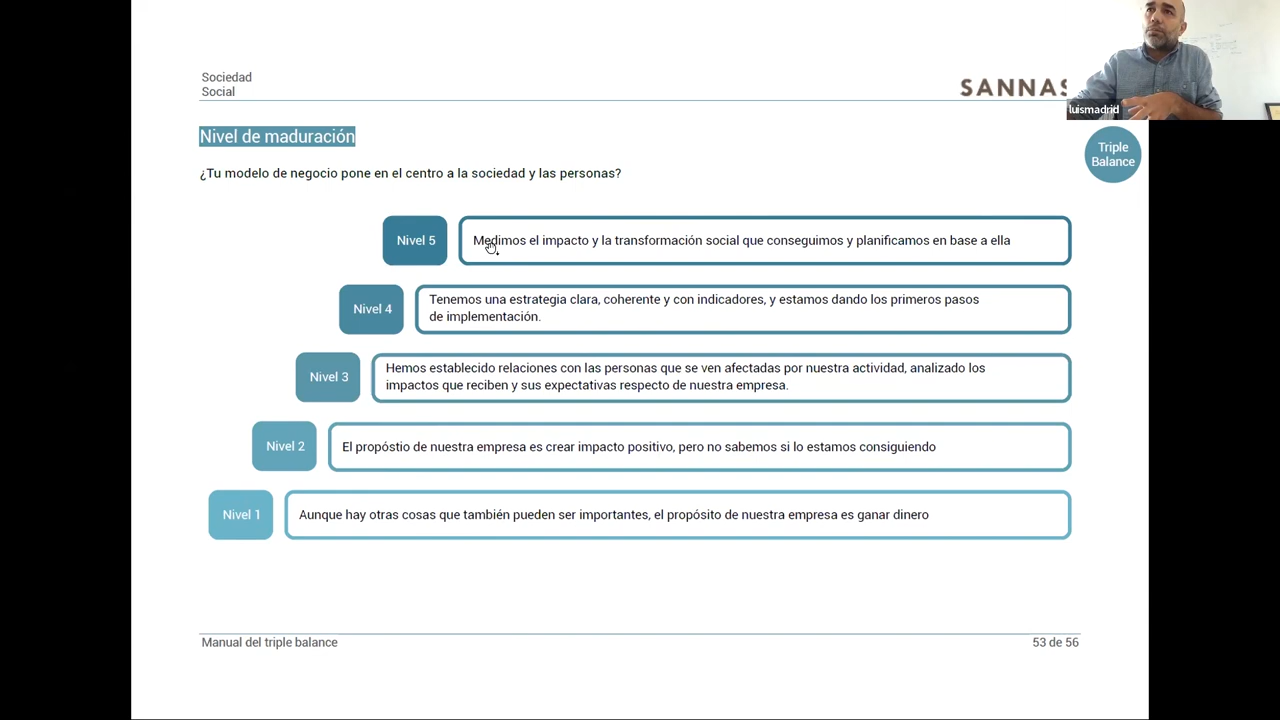 Sociedad
Social
SANNAS
luismadrid
Nivel de maduración
Triple
Balance
¿Tu modelo de negocio pone en el centro a la sociedad y las personas?
Nivel 5
Medimos el impacto y la transformación social que conseguimos y planificamos en base a ella
Nivel 4
Tenemos una estrategia clara, coherente y con indicadores, y estamos dando los primeros pasos
de implementación.
Nivel 3
Hemos establecido relaciones con las personas que se ven afectadas por nuestra actividad, analizado los
impactos que reciben y sus expectativas respecto de nuestra empresa.
Nivel 2
El propóstio de nuestra empresa es crear impacto positivo, pero no sabemos si lo estamos consiguiendo
Nivel 1
Aunque hay otras cosas que también pueden ser importantes, el propósito de nuestra empresa es ganar dinero
Manual del triple balance
53 de 56